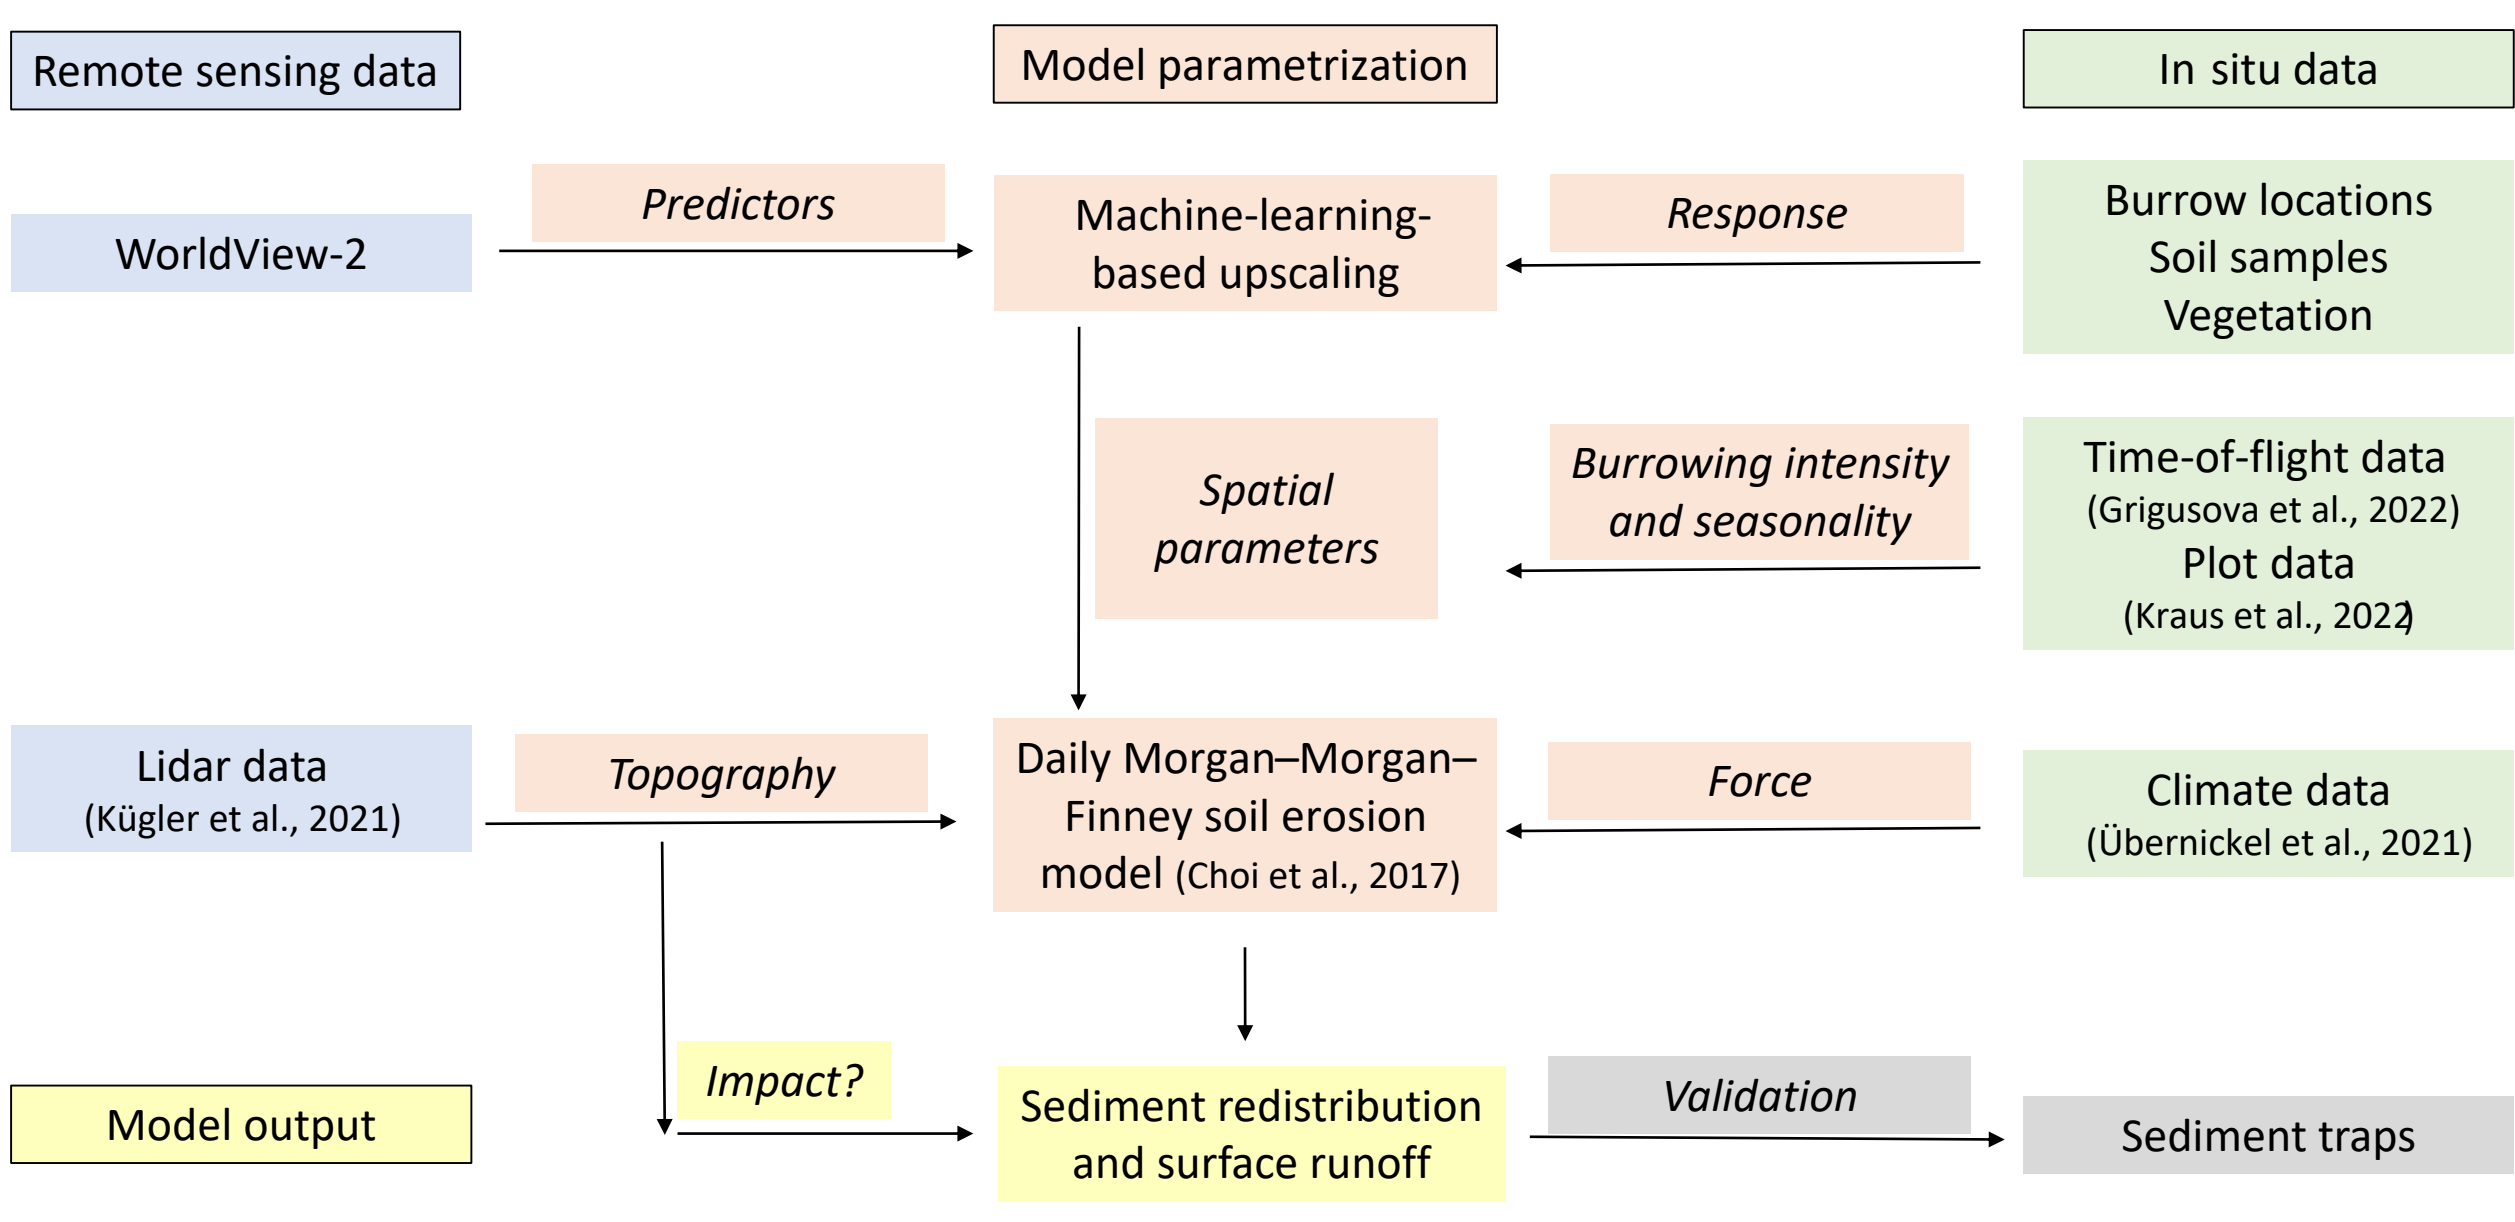 Remote sensing data
Model parametrization
In situ data
WorldView-2
Predictors
Machine-learning-
based upscaling
Response
Burrow locations
Soil samples
Vegetation
Spatial
parameters
Burrowing intensity
and seasonality
Time-of-flight data
(Grigusova et al., 2022)
Plot data
(Kraus et al., 2022)
Lidar data
(Kügler et al., 2021)
Topography
Daily Morgan–Morgan–
Finney soil erosion
model (Choi et al., 2017)
Force
Climate data
(Übernickel et al., 2021)
Model output
Impact?
Sediment redistribution
and surface runoff
Validation
Sediment traps